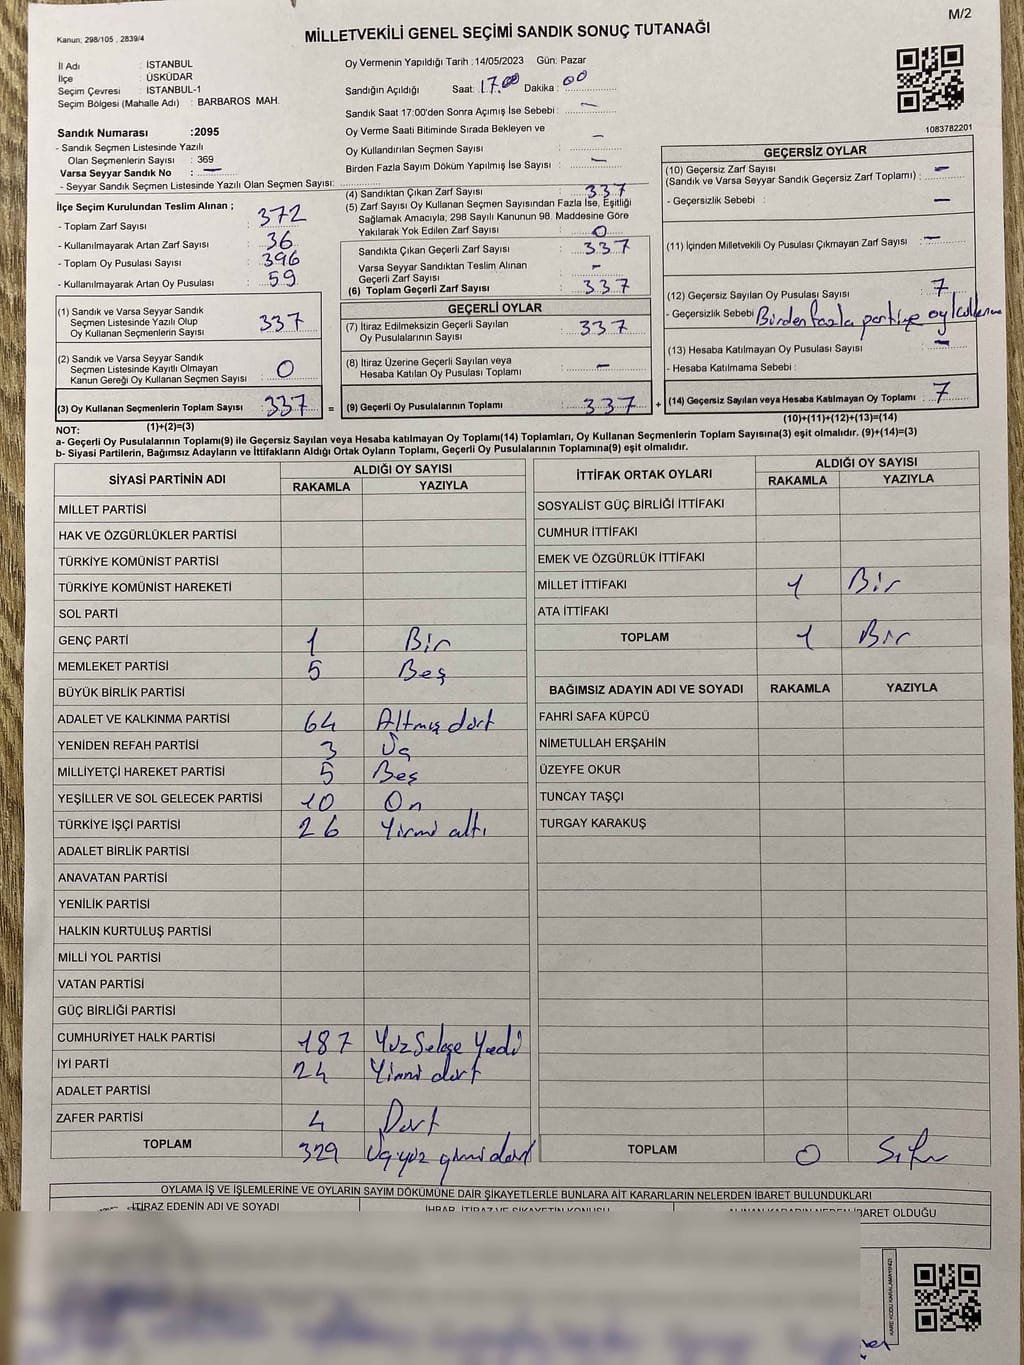 M/2
Kanun; 298/105 , 2839/4
MİLLETVEKİLİ GENEL SEÇİMİ SANDIK SONUÇ TUTANAĞI
İl Adı : İSTANBUL
İlçe : ÜSKÜDAR
Seçim Çevresi : İSTANBUL-1
Seçim Bölgesi (Mahalle Adı) : BARBAROS MAH.
Sandık Numarası :2095
- Sandık Seçmen Listesinde Yazılı
Olan Seçmenlerin Sayısı : 369
Varsa Seyyar Sandık No : —
- Seyyar Sandık Seçmen Listesinde Yazılı Olan Seçmen Sayısı:
İlçe Seçim Kurulundan Teslim Alınan ;
- Toplam Zarf Sayısı : 372
- Kullanılmayarak Artan Zarf Sayısı : 36
- Toplam Oy Pusulası Sayısı : 396
- Kullanılmayarak Artan Oy Pusulası : 59
(1) Sandık ve Varsa Seyyar Sandık
Seçmen Listesinde Yazılı Olup
Oy Kullanan Seçmenlerin Sayısı : 337
(2) Sandık ve Varsa Seyyar Sandık
Seçmen Listesinde Kayıtlı Olmayan
Kanun Gereği Oy Kullanan Seçmen Sayısı : 0
(3) Oy Kullanan Seçmenlerin Toplam Sayısı : 337 =
(1)+(2)=(3)
Oy Vermenin Yapıldığı Tarih : 14/05/2023 Gün: Pazar
Sandığın Açıldığı Saat: 17.00 Dakika : 00
Sandık Saat 17:00'den Sonra Açımış İse Sebebi : —
Oy Verme Saati Bitiminde Sırada Bekleyen ve
Oy Kullandırılan Seçmen Sayısı : —
Birden Fazla Sayım Döküm Yapılmış İse Sayısı : —
(4) Sandıktan Çıkan Zarf Sayısı : 337
(5) Zarf Sayısı Oy Kullanan Seçmen Sayısından Fazla İse, Eşitliği
Sağlamak Amacıyla, 298 Sayılı Kanunun 98. Maddesine Göre
Yakılarak Yok Edilen Zarf Sayısı : 0
Sandıkta Çıkan Geçerli Zarf Sayısı : 337
Varsa Seyyar Sandıktan Teslim Alınan
Geçerli Zarf Sayısı : –
(6) Toplam Geçerli Zarf Sayısı : 337
GEÇERLİ OYLAR
(7) İtiraz Edilmeksizin Geçerli Sayılan
Oy Pusulasının Sayısı : 337
(8) İtiraz Üzerine Geçerli Sayılan veya
Hesaba Katılan Oy Pusulası Toplamı : —
(9) Geçerli Oy Pusulalarının Toplamı : 337 +
1083782201
GEÇERSİZ OYLAR
(10) Geçersiz Zarf Sayısı
(Sandık ve Varsa Seyyar Sandık Geçersiz Zarf Toplamı) : —
- Geçersizlik Sebebi : —
(11) İçinden Milletvekili Oy Pusulası Çıkmayan Zarf Sayısı : —
(12) Geçersiz Sayılan Oy Pusulası Sayısı : 7
- Geçersizlik Sebebi : Birden fazla partiye oy kullanma
(13) Hesaba Katılmayan Oy Pusulası Sayısı : —
- Hesaba Katılmama Sebebi :
(14) Geçersiz Sayılan veya Hesaba Katılmayan Oy Toplamı : 7
(10)+(11)+(12)+(13)=(14)
NOT:
a- Geçerli Oy Pusulalarının Toplamı(9) ile Geçersiz Sayılan veya Hesaba katılmayan Oy Toplamı(14) Toplamları, Oy Kullanan Seçmenlerin Toplam Sayısına(3) eşit olmalıdır. (9)+(14)=(3)
b- Siyasi Partilerin, Bağımsız Adayların ve İttifakların Aldığı Ortak Oyların Toplamı, Geçerli Oy Pusulalarının Toplamına(9) eşit olmalıdır.
SİYASİ PARTİNİN ADI ALDIĞI OY SAYISI
RAKAMLA YAZIYLA
MİLLET PARTİSİ
HAK VE ÖZGÜRLÜKLER PARTİSİ
TÜRKİYE KOMÜNİST PARTİSİ
TÜRKİYE KOMÜNİST HAREKETİ
SOL PARTİ
GENÇ PARTİ 1 Bir
MEMLEKET PARTİSİ 5 Beş
BÜYÜK BİRLİK PARTİSİ
ADALET VE KALKINMA PARTİSİ 64 Altmış dört
YENİDEN REFAH PARTİSİ 3 Üç
MİLLİYETÇİ HAREKET PARTİSİ 5 Beş
YEŞİLLER VE SOL GELECEK PARTİSİ 10 On
TÜRKİYE İŞÇİ PARTİSİ 26 Yirmi altı
ADALET BİRLİK PARTİSİ
ANAVATAN PARTİSİ
YENİLİK PARTİSİ
HALKIN KURTULUŞ PARTİSİ
MİLLİ YOL PARTİSİ
VATAN PARTİSİ
GÜÇ BİRLİĞİ PARTİSİ
CUMHURİYET HALK PARTİSİ 187 Yüz Sekse Yedi
İYİ PARTİ 24 Yirmi dört
ADALET PARTİSİ
ZAFER PARTİSİ 4 Dört
TOPLAM 329 Üçyüz yirmi
İTTİFAK ORTAK OYLARI ALDIĞI OY SAYISI
RAKAMLA YAZIYLA
SOSYALİST GÜÇ BİRLİĞİ İTTİFAKI
CUMHUR İTTİFAKI
EMEK VE ÖZGÜRLÜK İTTİFAKI
MİLLET İTTİFAKI 1 Bir
ATA İTTİFAKI
TOPLAM 1 Bir
BAĞIMSIZ ADAYIN ADI VE SOYADI RAKAMLA YAZIYLA
FAHRİ SAFA KÜPCÜ
NİMETULLAH ERŞAHİN
ÜZEYFE OKUR
TUNCAY TAŞÇI
TURGAY KARAKUŞ
TOPLAM 0 Sıfır
OYLAMA İŞ VE İŞLEMLERİNE VE OYLARIN SAYIM DÖKÜMÜNE DAİR ŞİKAYETLERLE BUNLARA AİT KARARLARIN NELERDEN İBARET BULUNDUKLARI
İTİRAZ EDENİN ADI VE SOYADI
İHBAR, İTİRAZ VE ŞİKAYETİN KONUSU
ALINAN KARARIN NEDEN İBARET OLDUĞU
KARE KODU KARALAMAYINIZ!